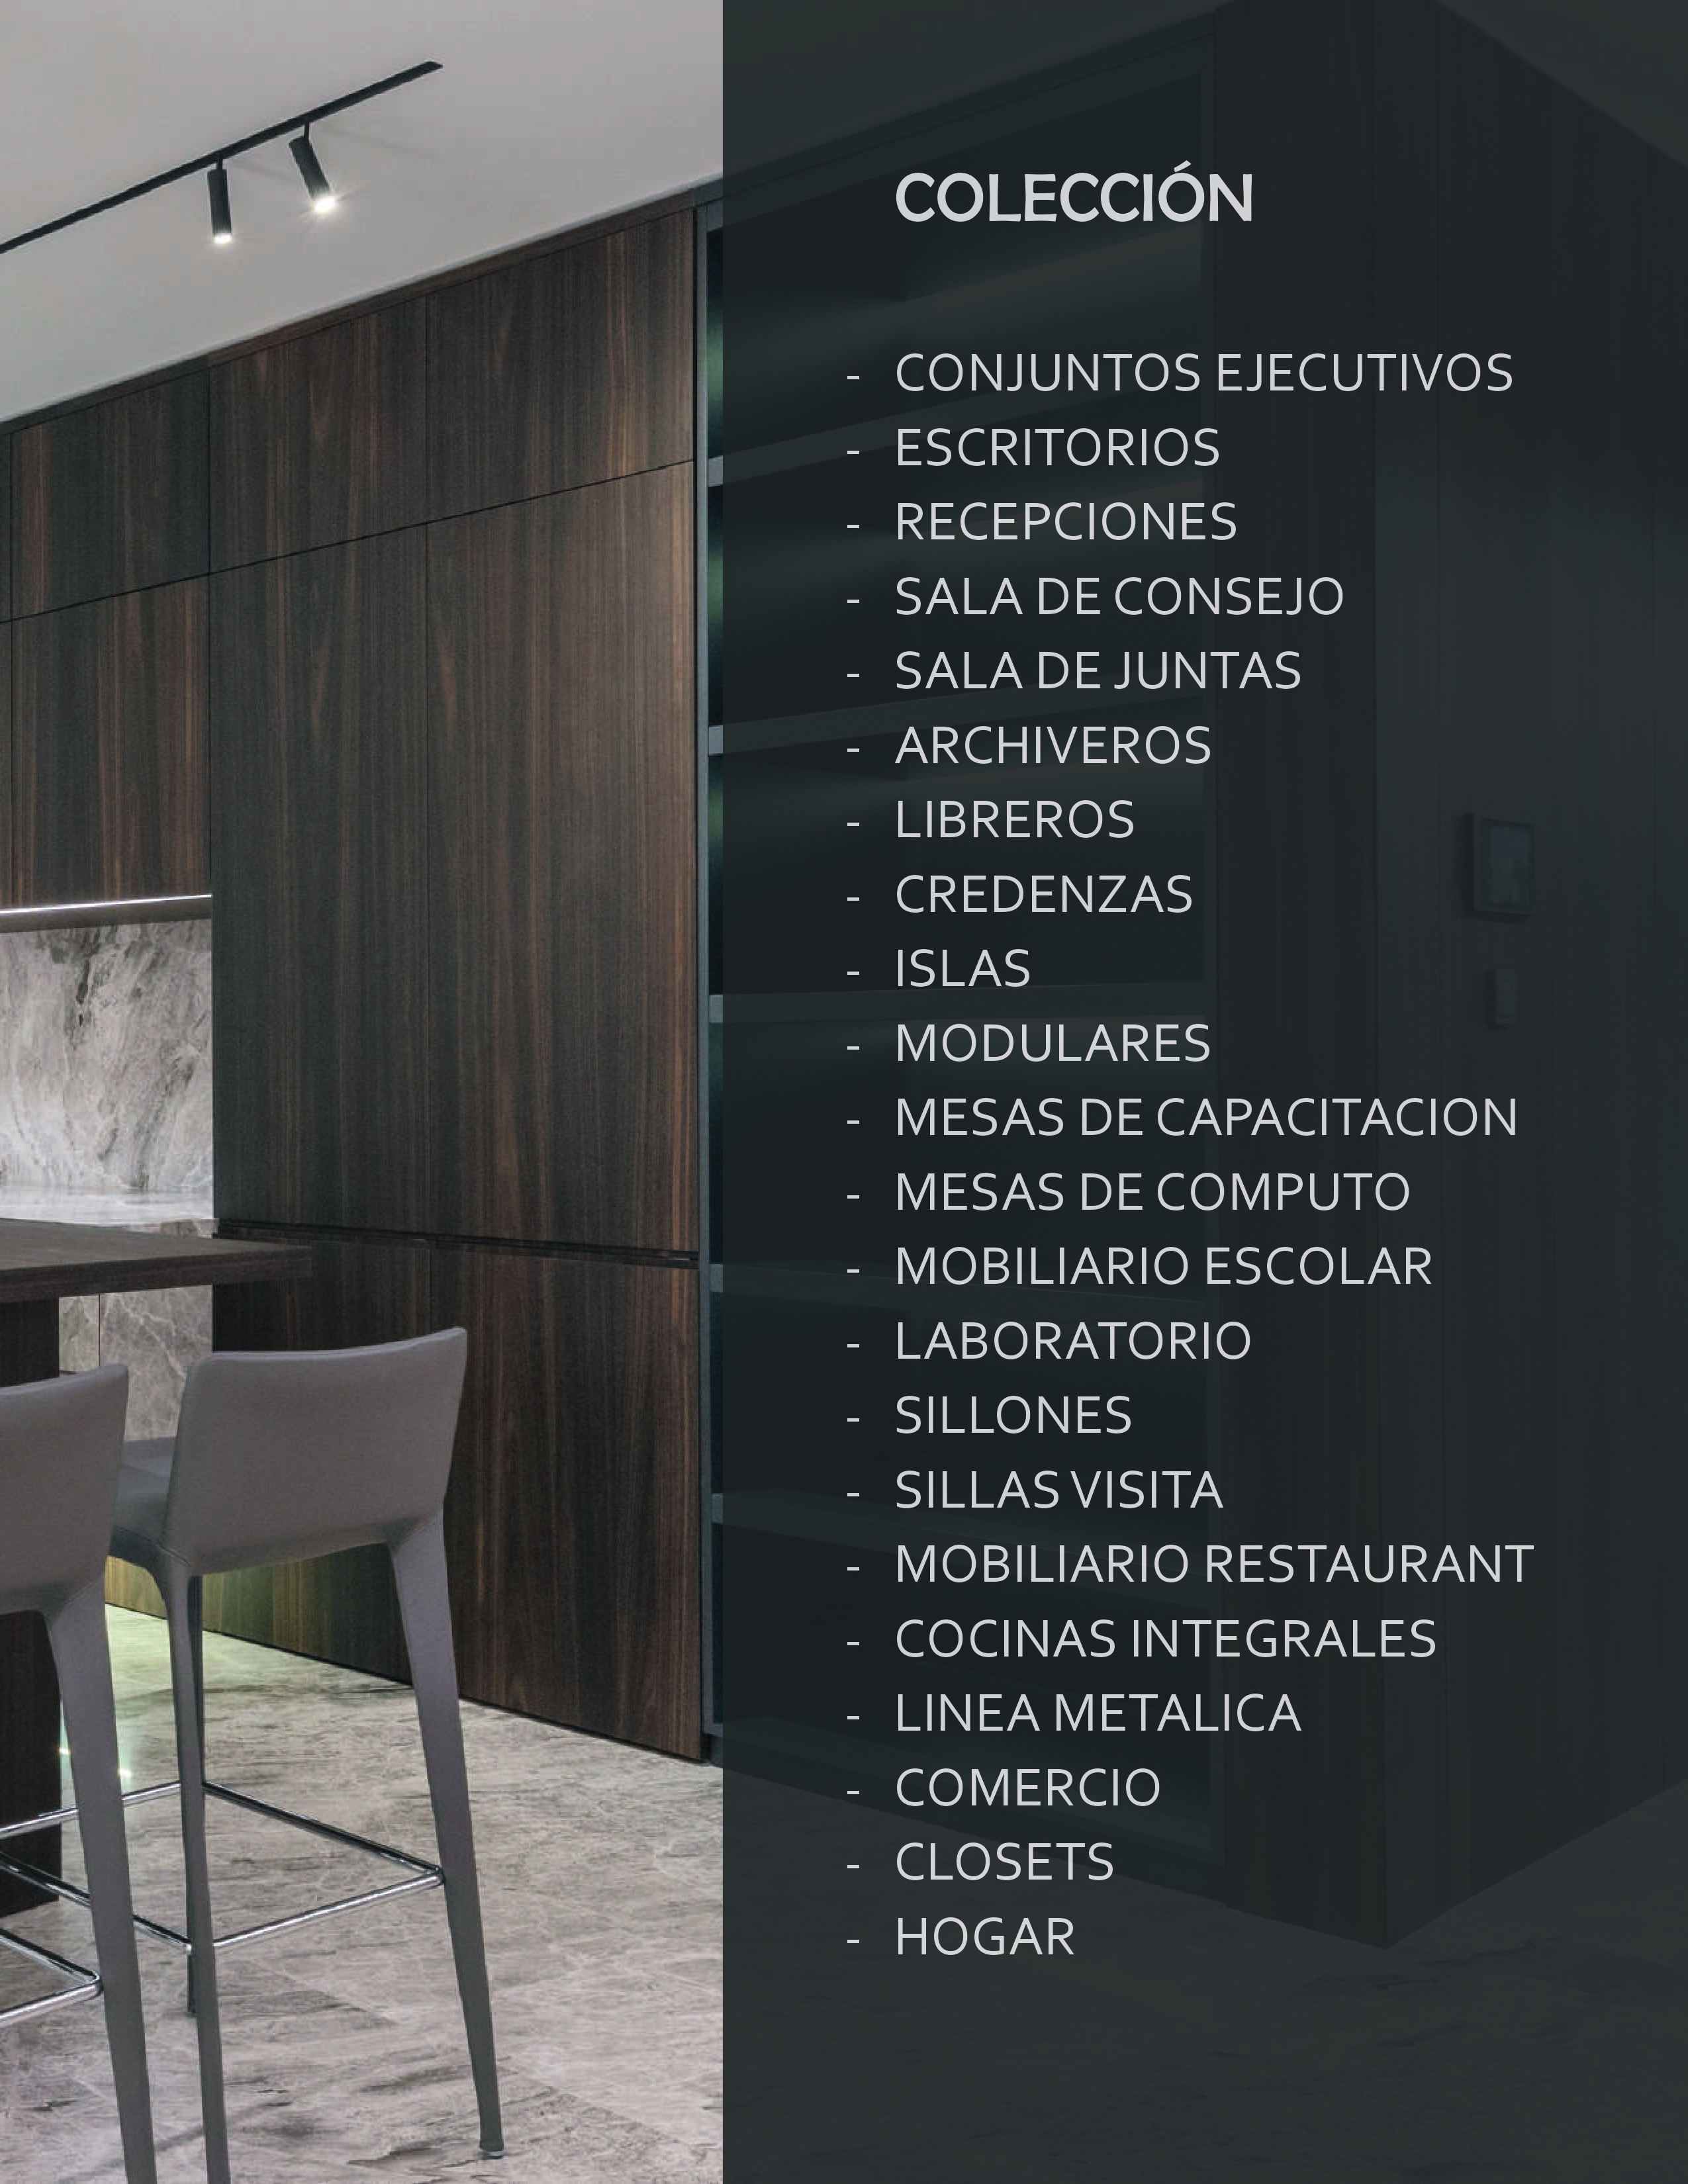 COLECCIÓN
- CONJUNTOS EJECUTIVOS
- ESCRITORIOS
- RECEPCIONES
- SALA DE CONSEJO
- SALA DE JUNTAS
- ARCHIVEROS
- LIBREROS
- CREDENZAS
- ISLAS
- MODULARES
- MESAS DE CAPACITACION
- MESAS DE COMPUTO
- MOBILIARIO ESCOLAR
- LABORATORIO
- SILLONES
- SILLAS VISITA
- MOBILIARIO RESTAURANT
- COCINAS INTEGRALES
- LINEA METALICA
- COMERCIO
- CLOSETS
- HOGAR